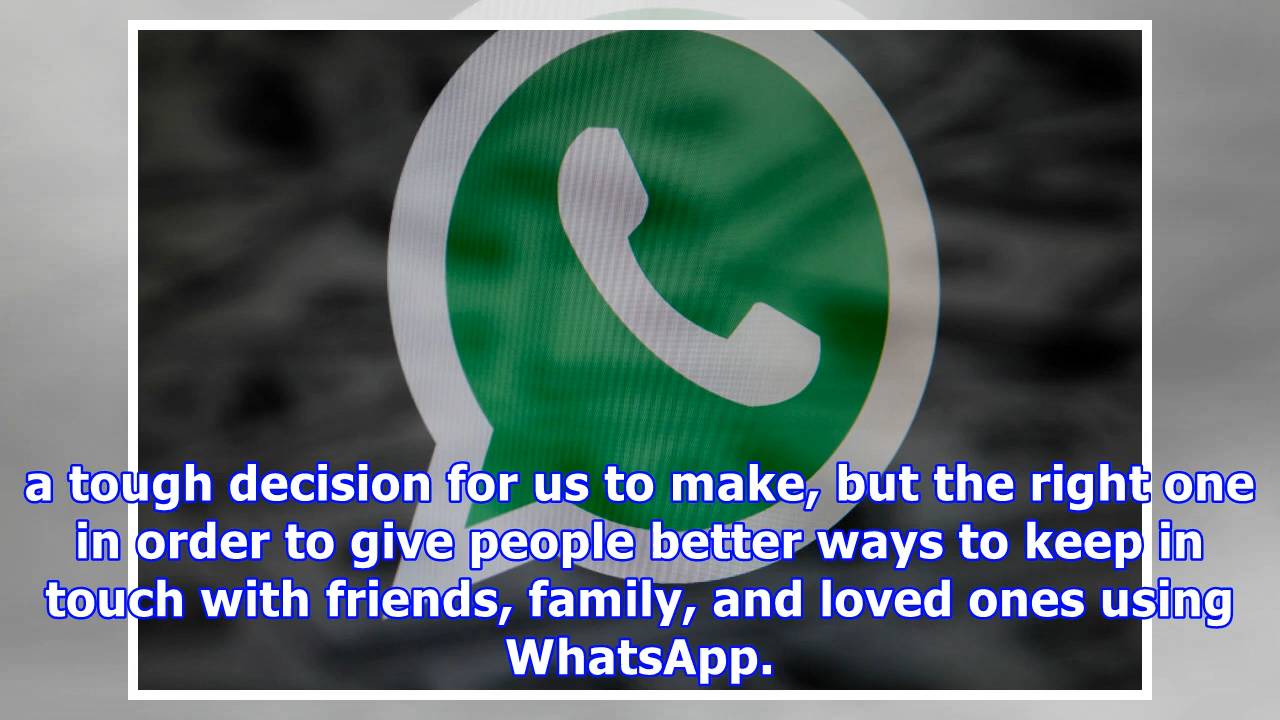 a tough decision for us to make, but the right one
in order to give people better ways to keep in
touch with friends, family, and loved ones using
WhatsApp.